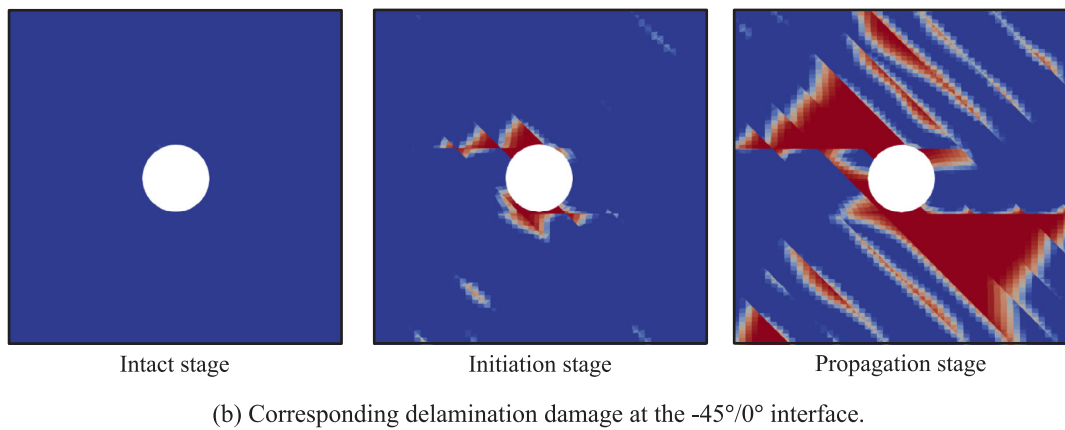 Intact stage
Initiation stage
Propagation stage
(b) Corresponding delamination damage at the -45°/0° interface.